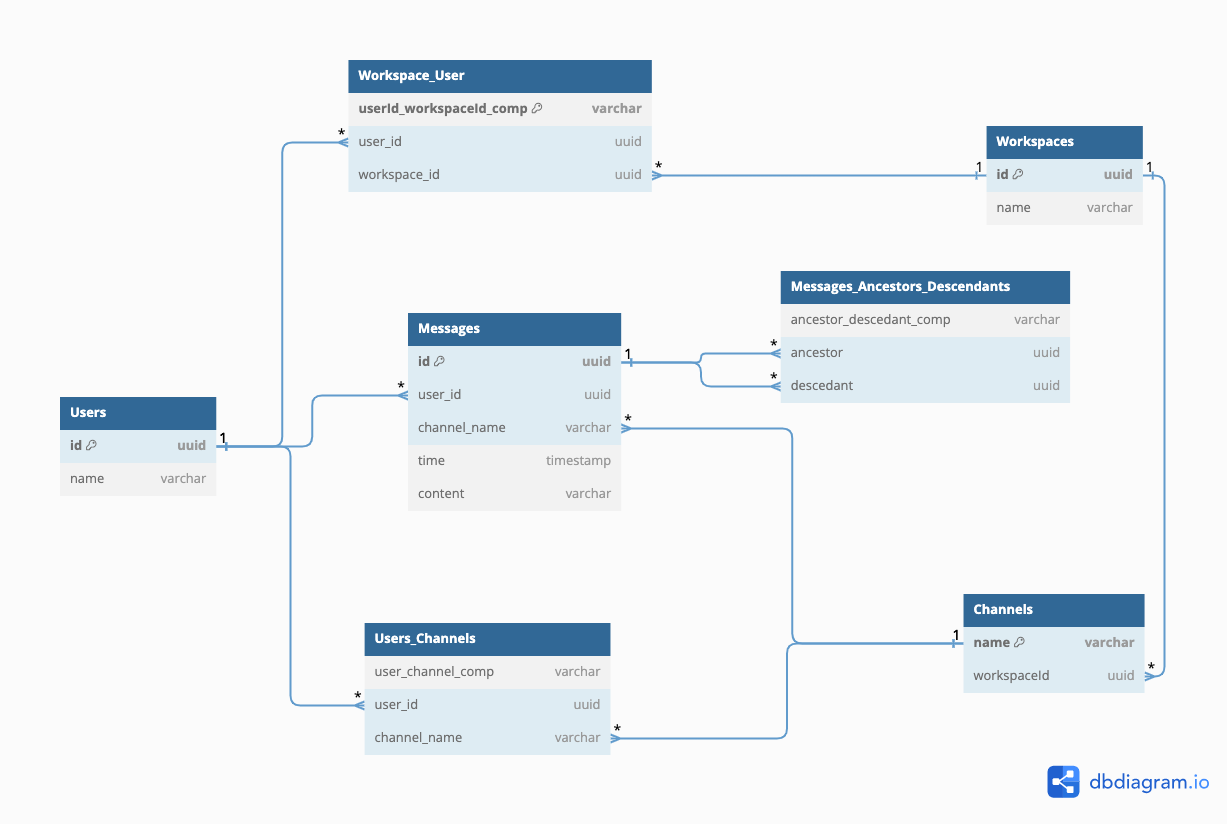 Workspace_User
userId_workspaceId_comp varchar
* user_id uuid
workspace_id uuid *
Workspaces
1 id uuid 1
name varchar
Messages_Ancestors_Descendants
ancestor_descedant_comp varchar
* ancestor uuid
* descedant uuid
Messages
id uuid 1
* user_id uuid
channel_name varchar *
time timestamp
content varchar
Users
id uuid 1
name varchar
Users_Channels
user_channel_comp varchar
* user_id uuid
channel_name varchar *
Channels
1 name varchar
workspaceId uuid *
dbdiagram.io